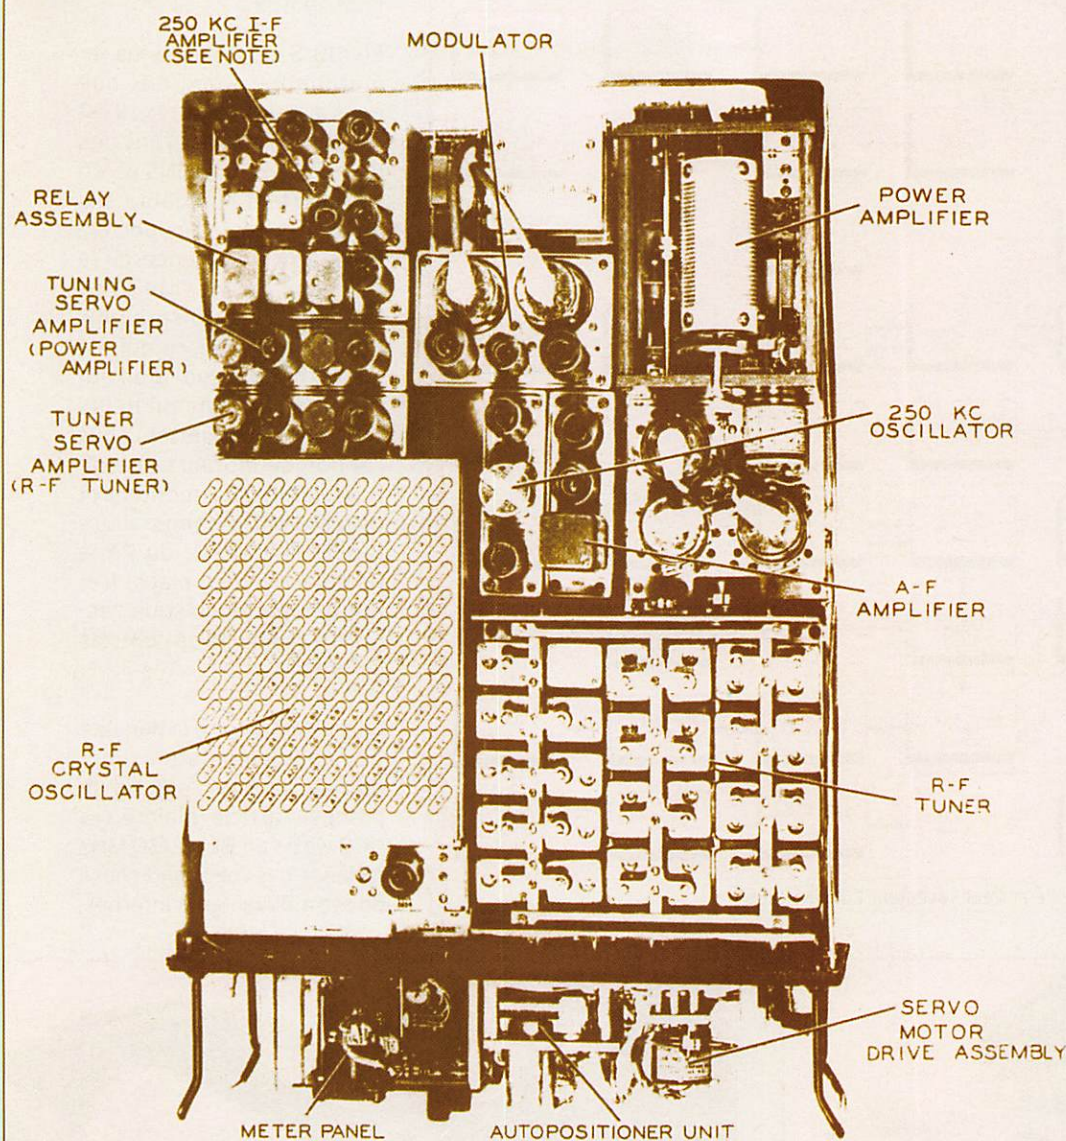 250 KC I-F
AMPLIFIER
(SEE NOTE)
MODULATOR
RELAY
ASSEMBLY
POWER
AMPLIFIER
TUNING
SERVO
AMPLIFIER
(POWER
AMPLIFIER)
TUNER
SERVO
AMPLIFIER
(R-F TUNER)
250 KC
OSCILLATOR
A-F
AMPLIFIER
R-F
CRYSTAL
OSCILLATOR
R-F
TUNER
BANK
SERVO
MOTOR
DRIVE ASSEMBLY
METER PANEL
AUTOPOSITIONER UNIT